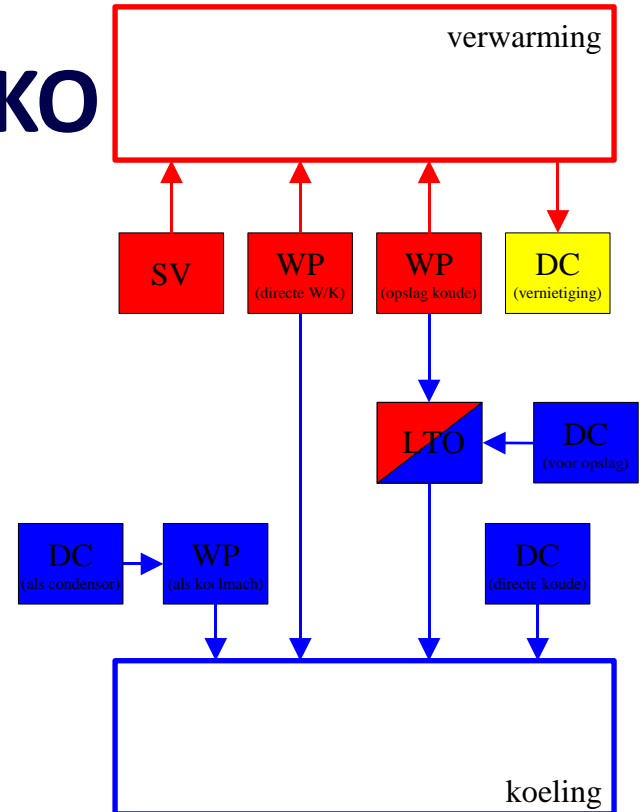 verwarming
KO
SV
WP
(directe W/K)
WP
(opslag koude)
DC
(vernietiging)
LTO
DC
(voor opslag)
DC
(als condensor)
WP
(als koelmach)
DC
(directe koude)
koeling